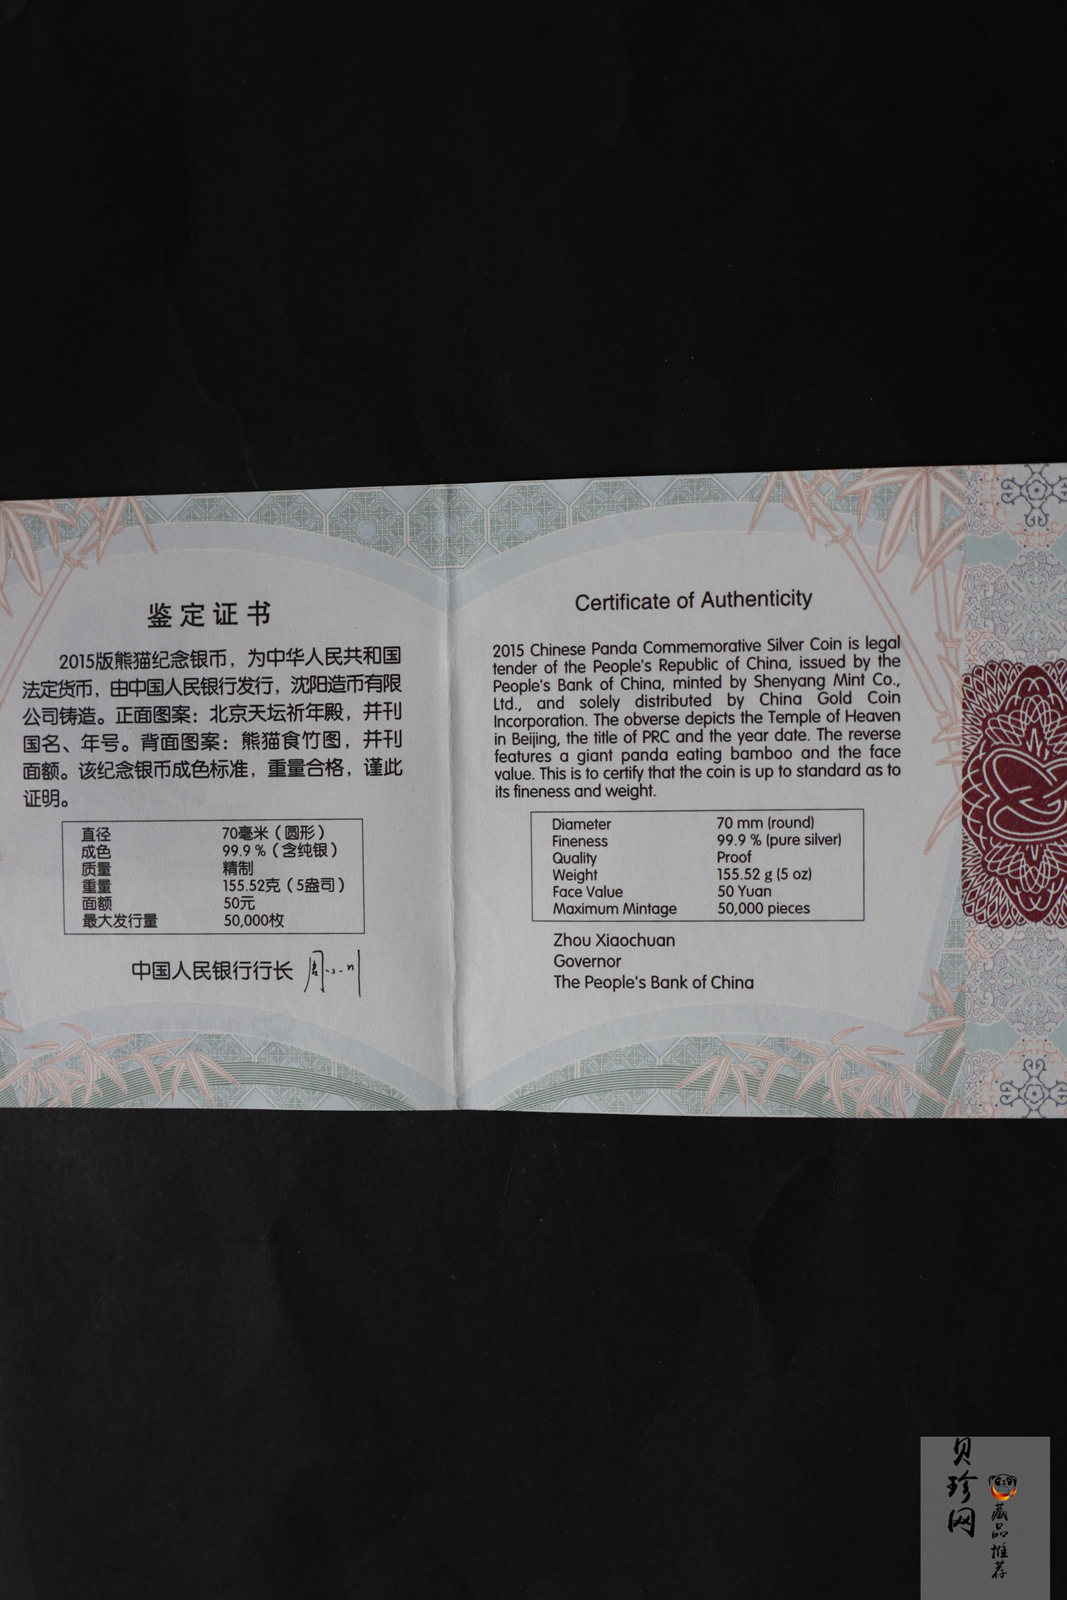 鉴定证书
2015版熊猫纪念银币，为中华人民共和国
法定货币，由中国人民银行发行，沈阳造币有限
公司铸造。正面图案：北京天坛祈年殿，并刊
国名、年号。背面图案：熊猫食竹图，并刊
面额。该纪念银币成色标准，重量合格，谨此
证明。
直径 70毫米（圆形）
成色 99.9 %（含纯银）
质量 精制
重量 155.52克（5盎司）
面额 50元
最大发行量 50,000枚
中国人民银行行长
Certificate of Authenticity
2015 Chinese Panda Commemorative Silver Coin is legal
tender of the People's Republic of China, issued by the
People's Bank of China, minted by Shenyang Mint Co.,
Ltd., and solely distributed by China Gold Coin
Incorporation. The obverse depicts the Temple of Heaven
in Beijing, the title of PRC and the year date. The reverse
features a giant panda eating bamboo and the face
value. This is to certify that the coin is up to standard as to
its fineness and weight.
Diameter 70 mm (round)
Fineness 99.9 % (pure silver)
Quality Proof
Weight 155.52 g (5 oz)
Face Value 50 Yuan
Maximum Mintage 50,000 pieces
Zhou Xiaochuan
Governor
The People's Bank of China
贝珍网
藏品推荐